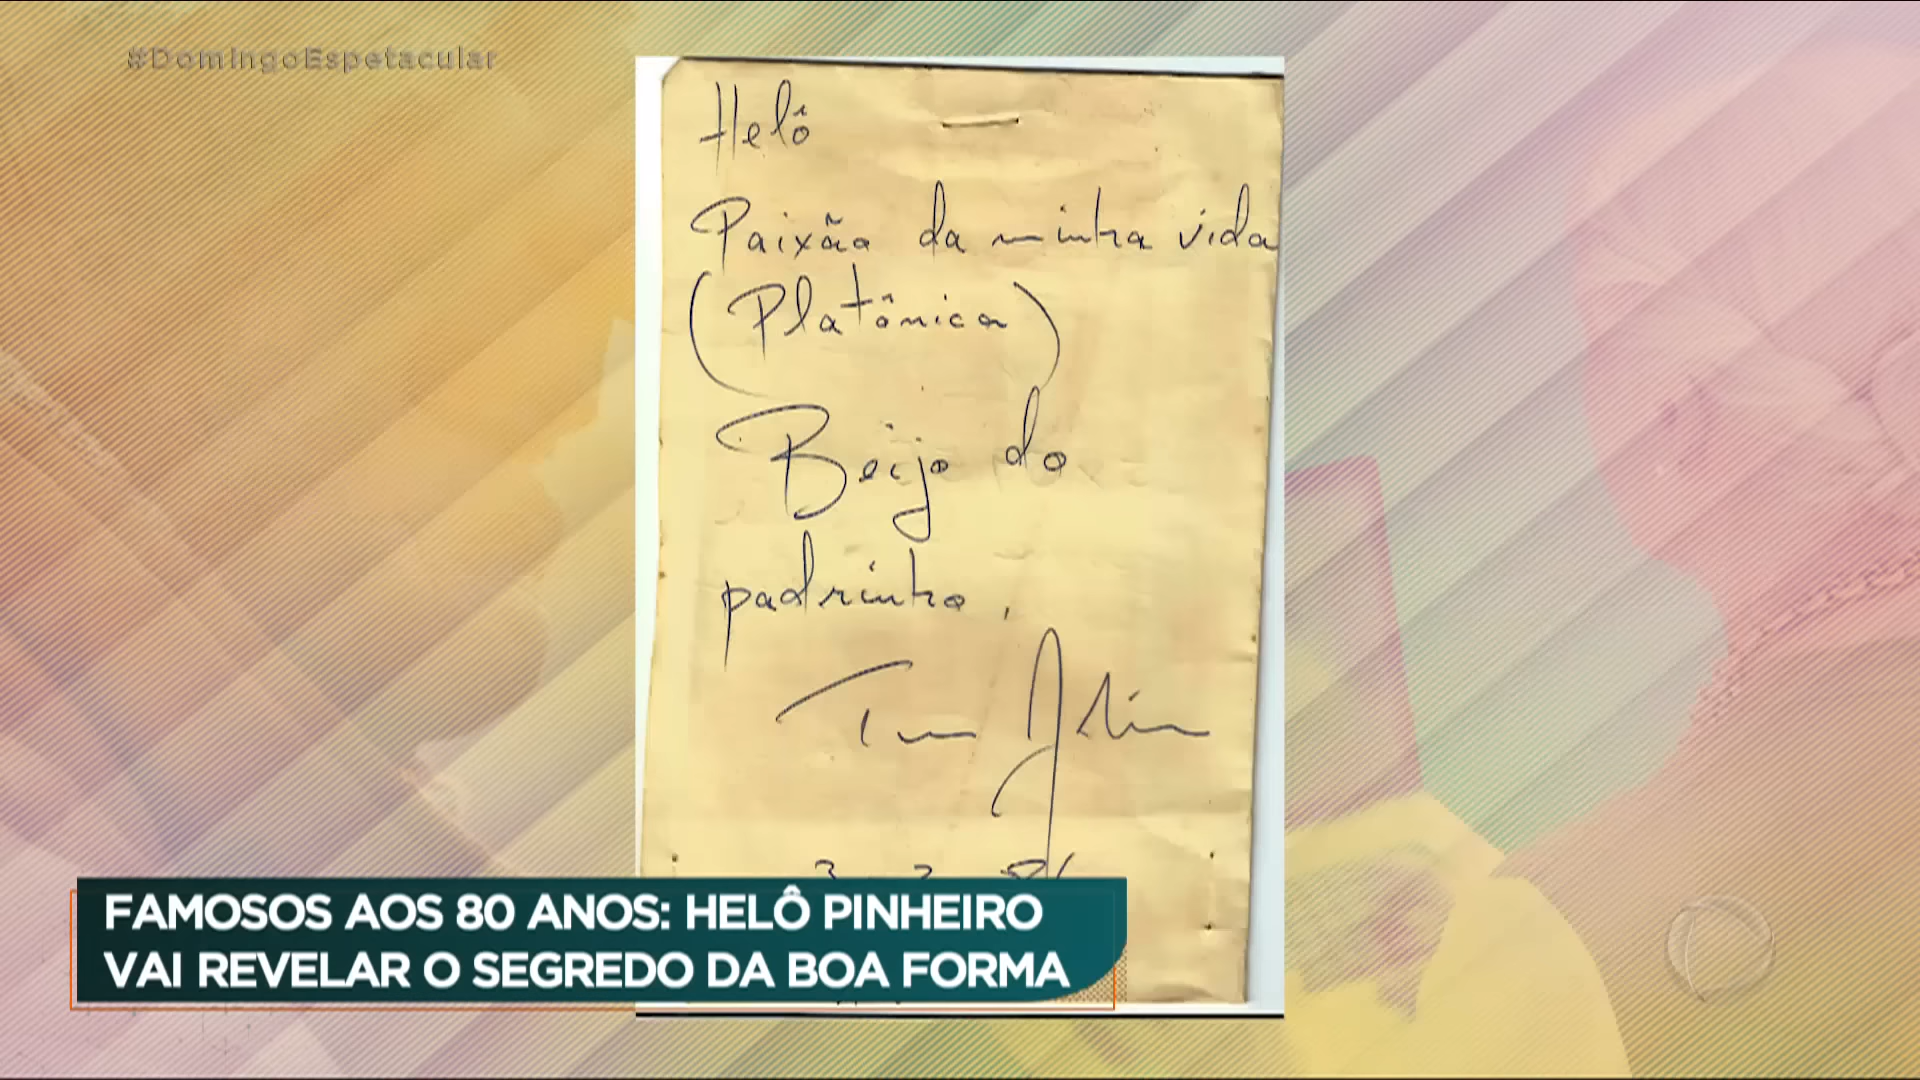 #DomingoEspetacular
Helô
Paixão da minha vida
(Platônica)
Beijo do
padrinho,
FAMOSOS AOS 80 ANOS: HELÔ PINHEIRO
VAI REVELAR O SEGREDO DA BOA FORMA